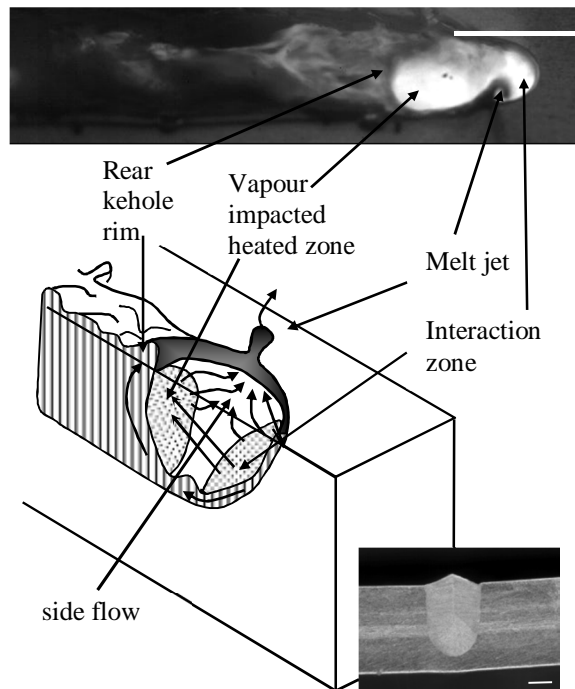 Rear
kehole
rim
Vapour
impacted
heated zone
Melt jet
Interaction
zone
side flow